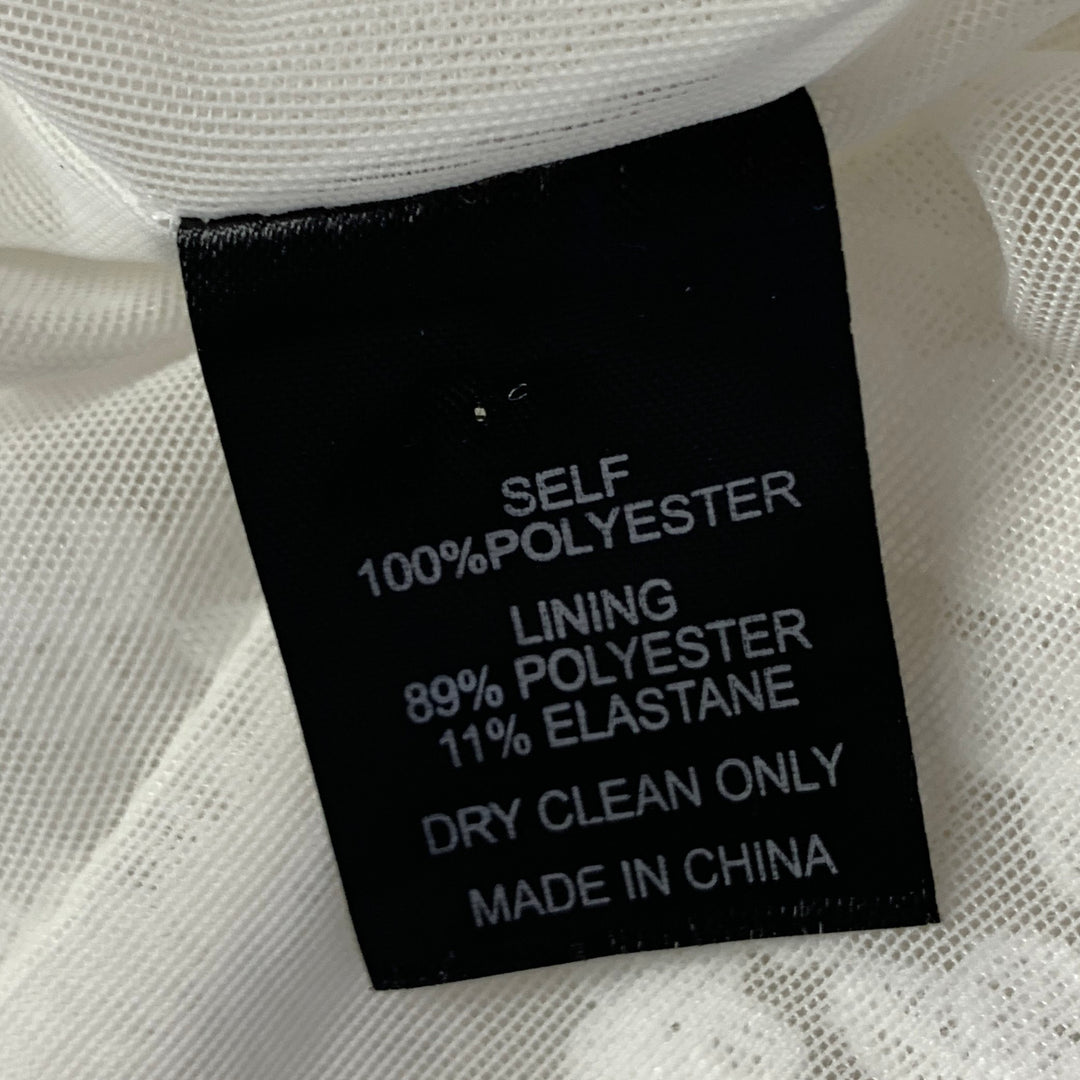 SELF
100%POLYESTER
LINING
89% POLYESTER
11% ELASTANE
DRY CLEAN ONLY
MADE IN CHINA